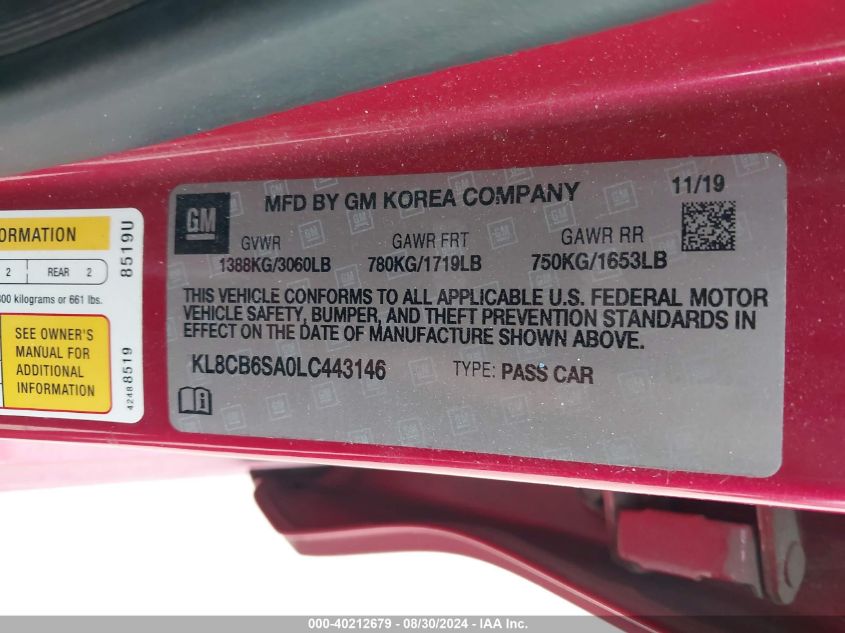 GM
MFD BY GM KOREA COMPANY
11/19
GVWR GAWR FRT GAWR RR
1388KG/3060LB 780KG/1719LB 750KG/1653LB
THIS VEHICLE CONFORMS TO ALL APPLICABLE U.S. FEDERAL MOTOR
VEHICLE SAFETY, BUMPER, AND THEFT PREVENTION STANDARDS IN
EFFECT ON THE DATE OF MANUFACTURE SHOWN ABOVE.
KL8CB6SA0LC443146 TYPE: PASS CAR
2 REAR 2
kilograms or 661 lbs.
SEE OWNER'S
MANUAL FOR
ADDITIONAL
INFORMATION
8519U
42488519
000-40212679 - 08/30/2024 - IAA Inc.